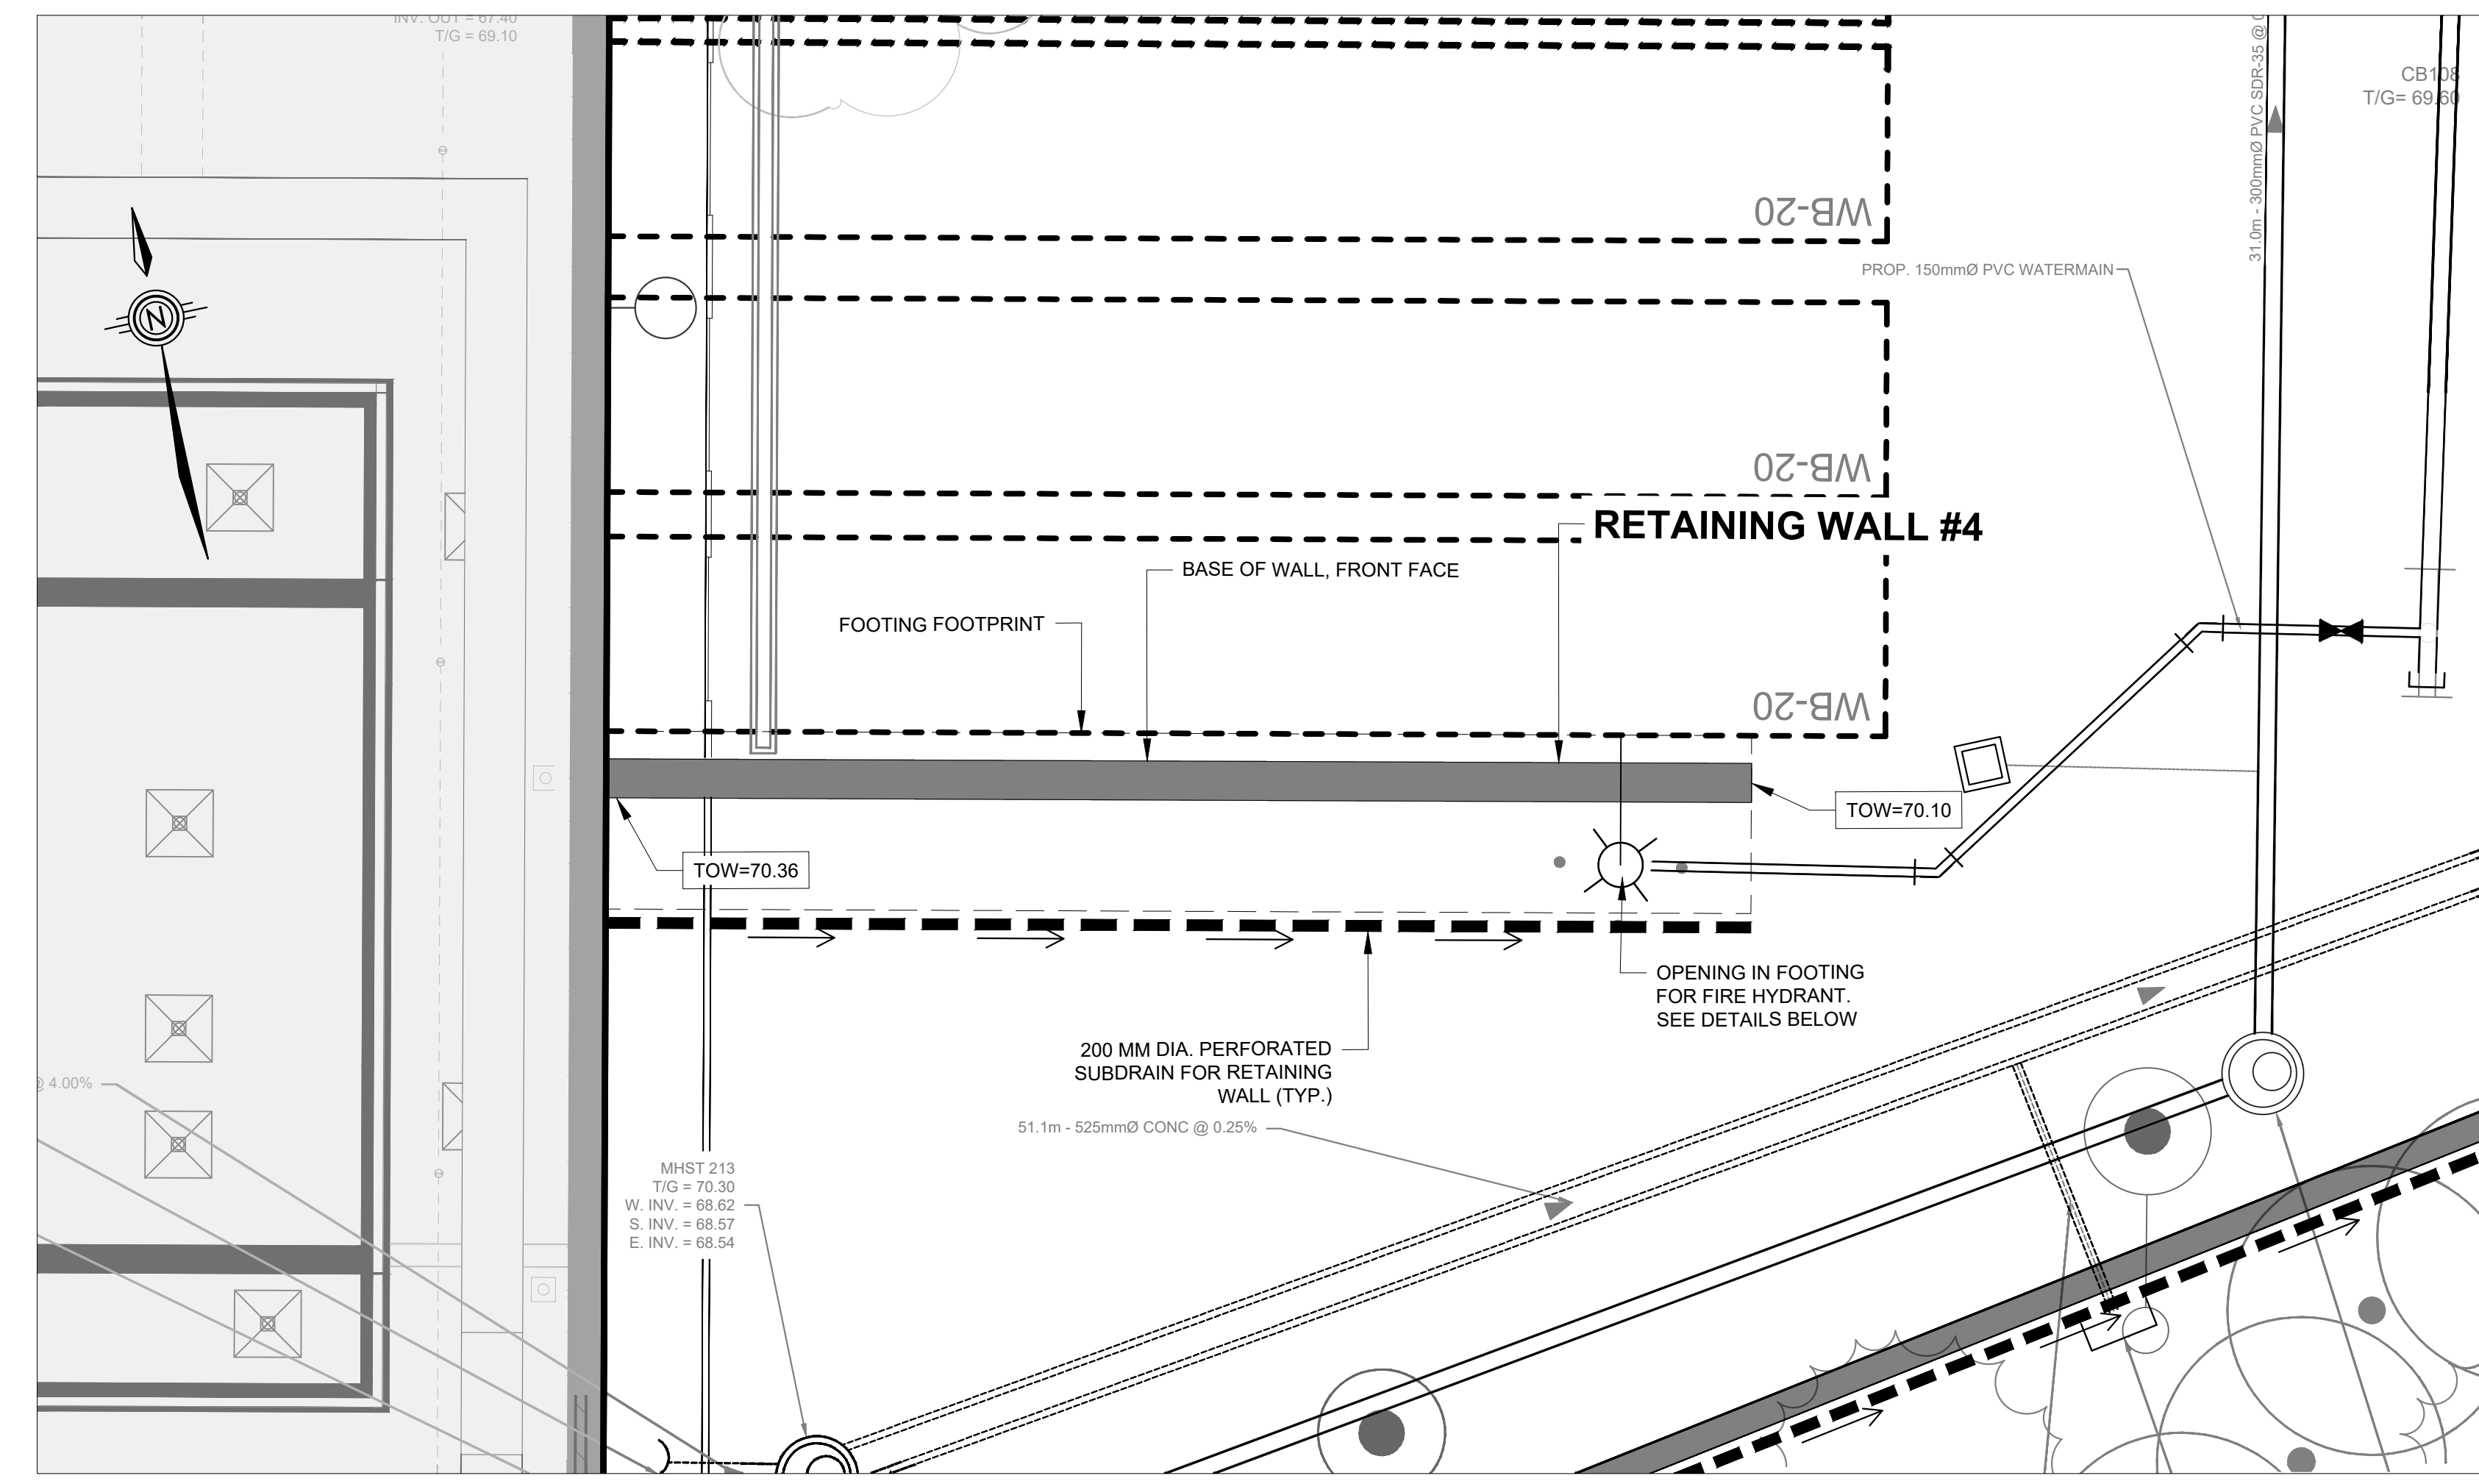 INV. OUT = 67.40
T/G = 69.10
31.0m - 300mmØ PVC SDR-35 @
CB108
T/G= 69.60
WB-20
PROP. 150mmØ PVC WATERMAIN
N
WB-20
RETAINING WALL #4
BASE OF WALL, FRONT FACE
FOOTING FOOTPRINT
WB-20
TOW=70.10
TOW=70.36
OPENING IN FOOTING
FOR FIRE HYDRANT.
SEE DETAILS BELOW
200 MM DIA. PERFORATED
SUBDRAIN FOR RETAINING
WALL (TYP.)
@ 4.00%
51.1m - 525mmØ CONC @ 0.25%
MHST 213
T/G = 70.30
W. INV. = 68.62
S. INV. = 68.57
E. INV. = 68.54